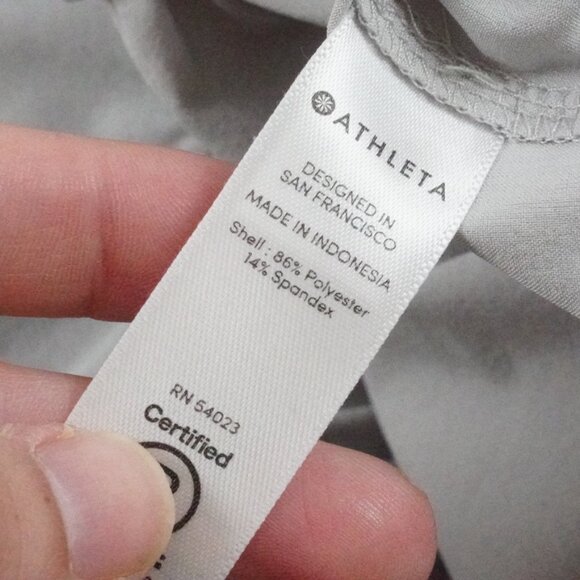 ATHLETA
DESIGNED IN
SAN FRANCISCO
MADE IN INDONESIA
Shell : 86% Polyester
14% Spandex
RN 54023
Certified